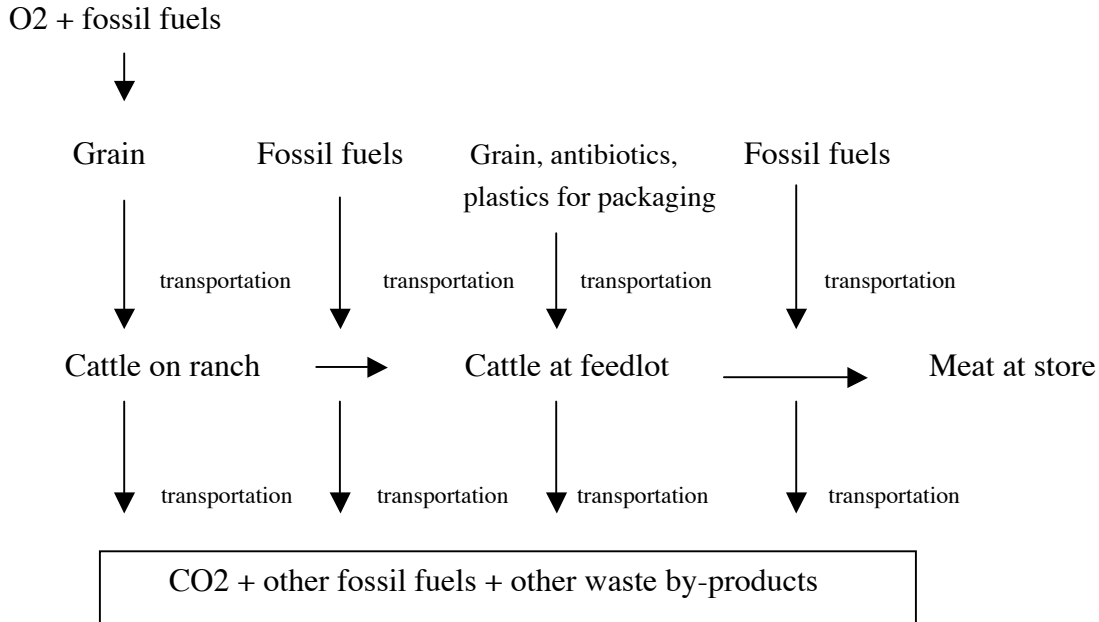 O2 + fossil fuels
Grain
Fossil fuels
Grain, antibiotics,
plastics for packaging
Fossil fuels
transportation
transportation
transportation
transportation
Cattle on ranch
Cattle at feedlot
Meat at store
transportation
transportation
transportation
transportation
CO2 + other fossil fuels + other waste by-products